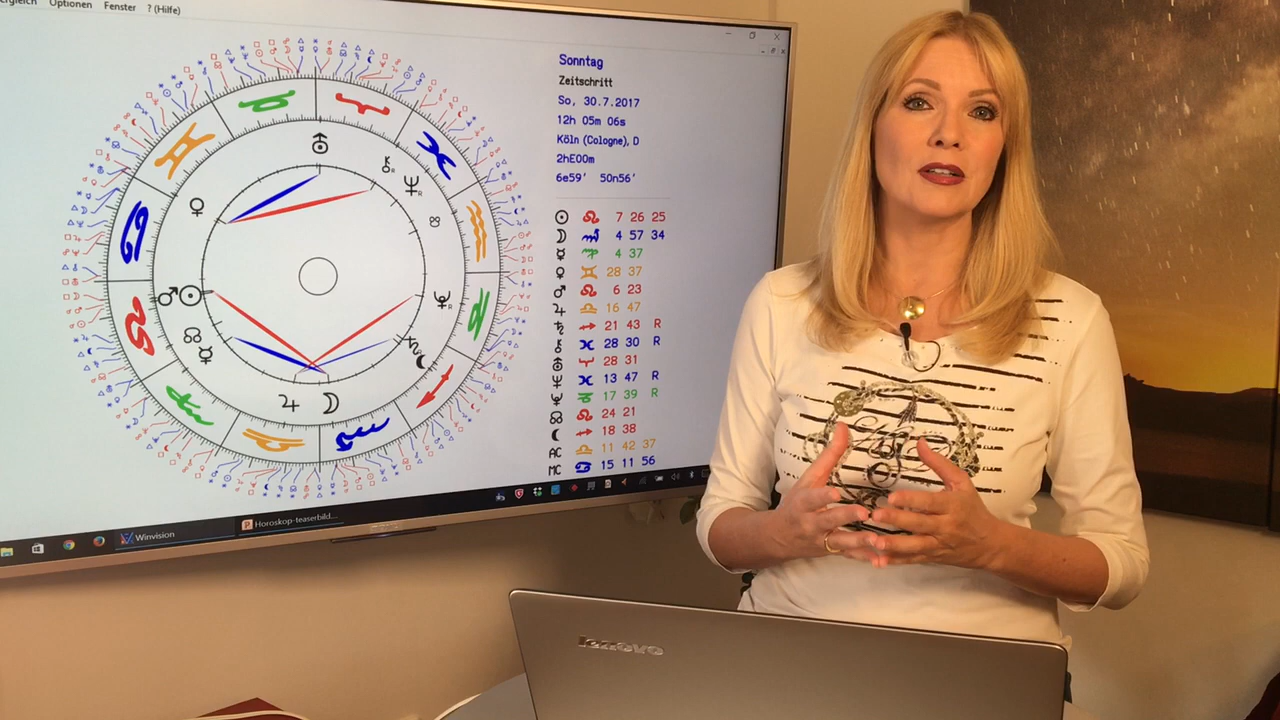 ergleich Optionen Fenster ? (Hilfe)
Sonntag
Zeitschritt
So, 30.7.2017
12h 05m 06s
Köln (Cologne), D
2hE00m
6e59' 50n56'
☉ ♌ 7 26 25
☽ ♏ 4 57 34
☿ ♍ 4 37
♀ ♊ 28 37
♂ ♌ 6 23
♃ ♎ 16 47
♄ ♐ 21 43 R
⚷ ♓ 28 30 R
⛢ ♈ 28 31
♆ ♓ 13 47 R
♇ ♑ 17 39 R
☊ ♌ 24 21
⚸ ♐ 18 38
AC ♎ 11 42 37
MC ♋ 15 11 56
Winvision
Horoskop-teaserbild...
lenovo